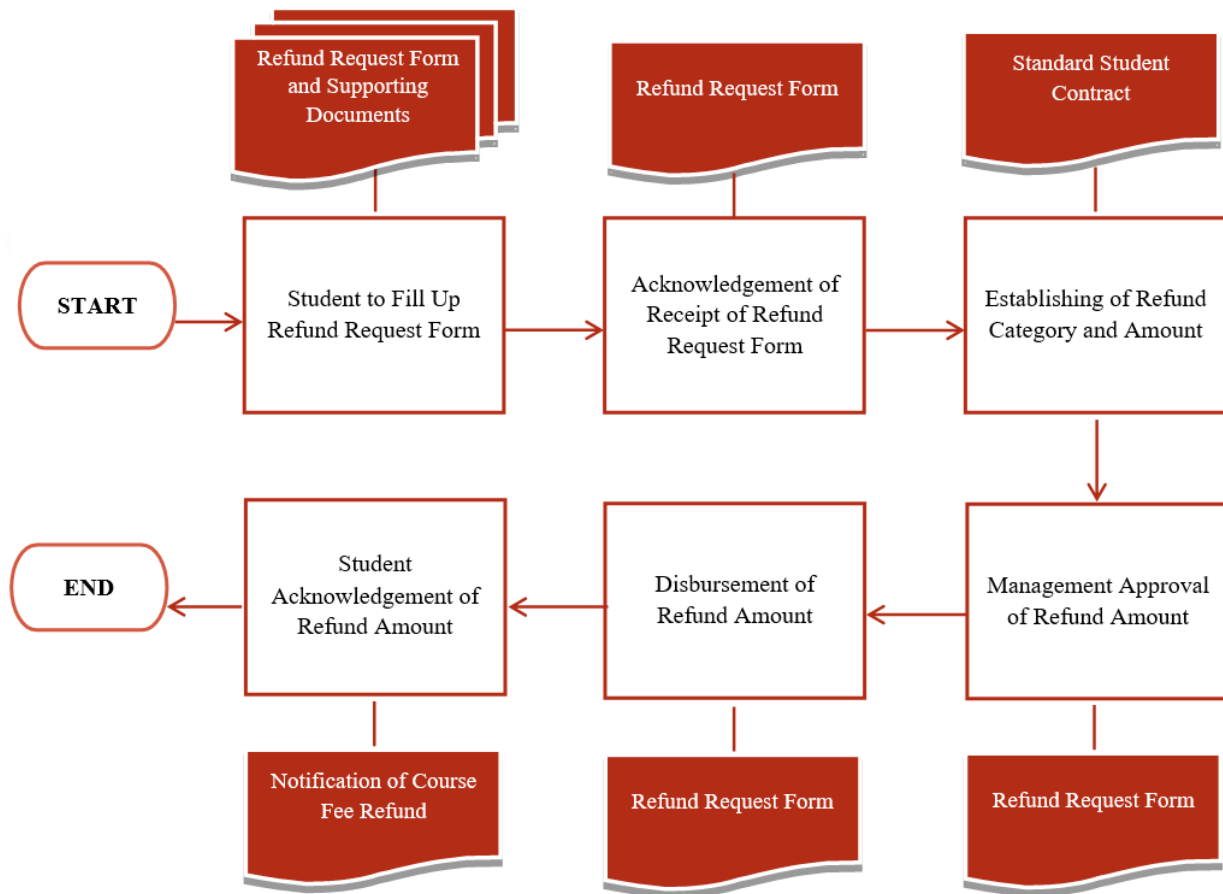 Refund Request Form
and Supporting
Documents
Refund Request Form
Standard Student
Contract
START
Student to Fill Up
Refund Request Form
Acknowledgement of
Receipt of Refund
Request Form
Establishing of Refund
Category and Amount
END
Student
Acknowledgement of
Refund Amount
Disbursement of
Refund Amount
Management Approval
of Refund Amount
Notification of Course
Fee Refund
Refund Request Form
Refund Request Form